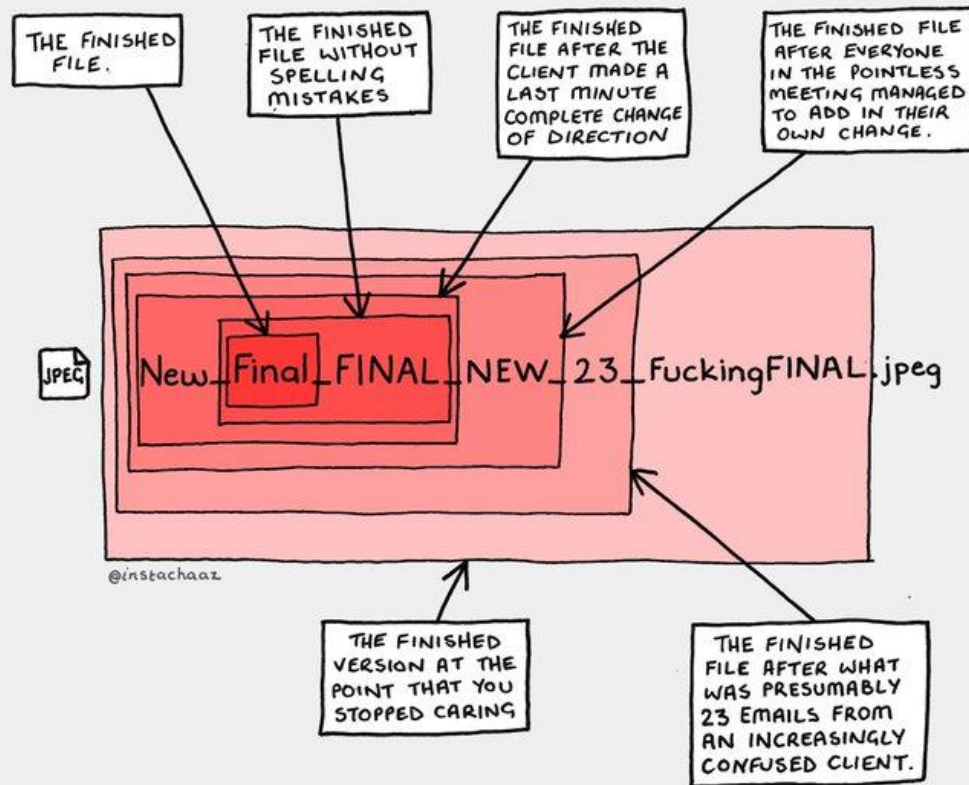 THE FINISHED
FILE.
THE FINISHED
FILE WITHOUT
SPELLING
MISTAKES
THE FINISHED
FILE AFTER THE
CLIENT MADE A
LAST MINUTE
COMPLETE CHANGE
OF DIRECTION
THE FINISHED FILE
AFTER EVERYONE
IN THE POINTLESS
MEETING MANAGED
TO ADD IN THEIR
OWN CHANGE.
JPEG
New_Final_FINAL_NEW_23_FuckingFINAL.jpeg
@instachaaz
THE FINISHED
VERSION AT THE
POINT THAT YOU
STOPPED CARING
THE FINISHED
FILE AFTER WHAT
WAS PRESUMABLY
23 EMAILS FROM
AN INCREASINGLY
CONFUSED CLIENT.